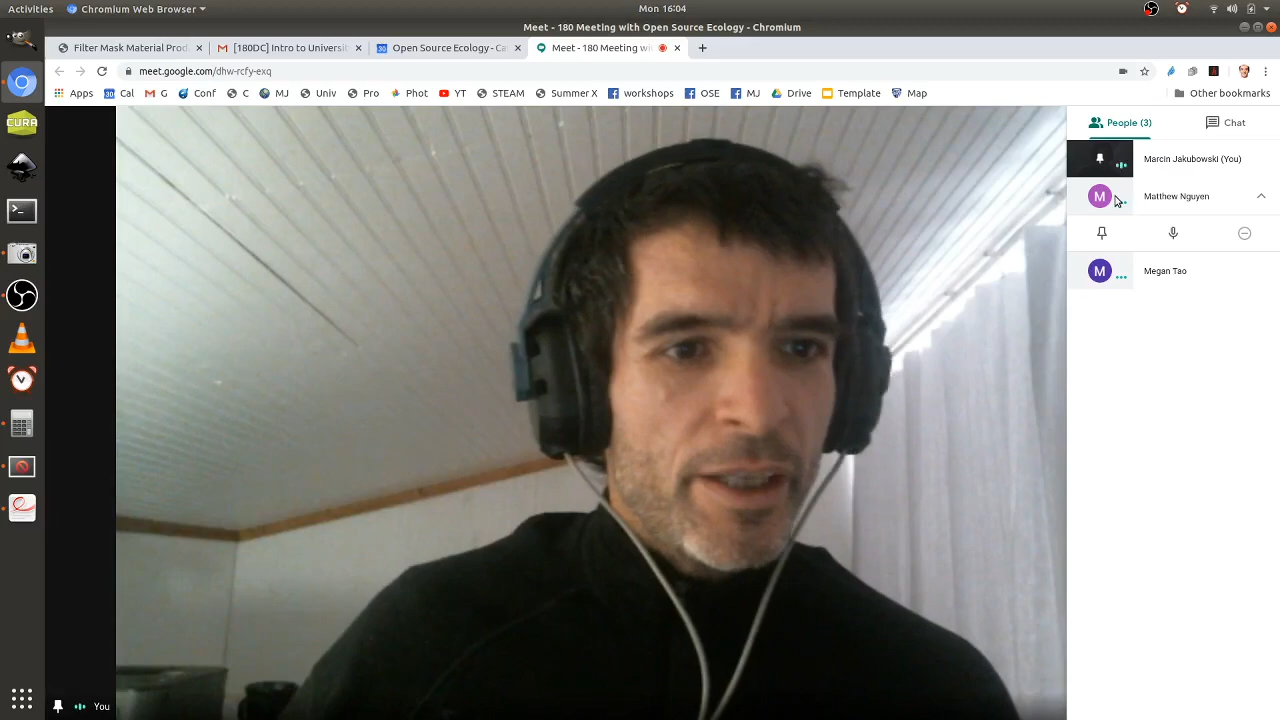 Activities
Chromium Web Browser
Mon 16:04
Meet - 180 Meeting with Open Source Ecology - Chromium
Filter Mask Material Prod
[180DC] Intro to Universit
Open Source Ecology - Ca
Meet - 180 Meeting wi
meet.google.com/dhw-rcfy-exq
Apps
Cal
G
Conf
C
MJ
Univ
Pro
Phot
YT
STEAM
Summer X
workshops
OSE
MJ
Drive
Template
Map
Other bookmarks
People (3)
Chat
Marcin Jakubowski (You)
M
Matthew Nguyen
M
Megan Tao
CURA
You